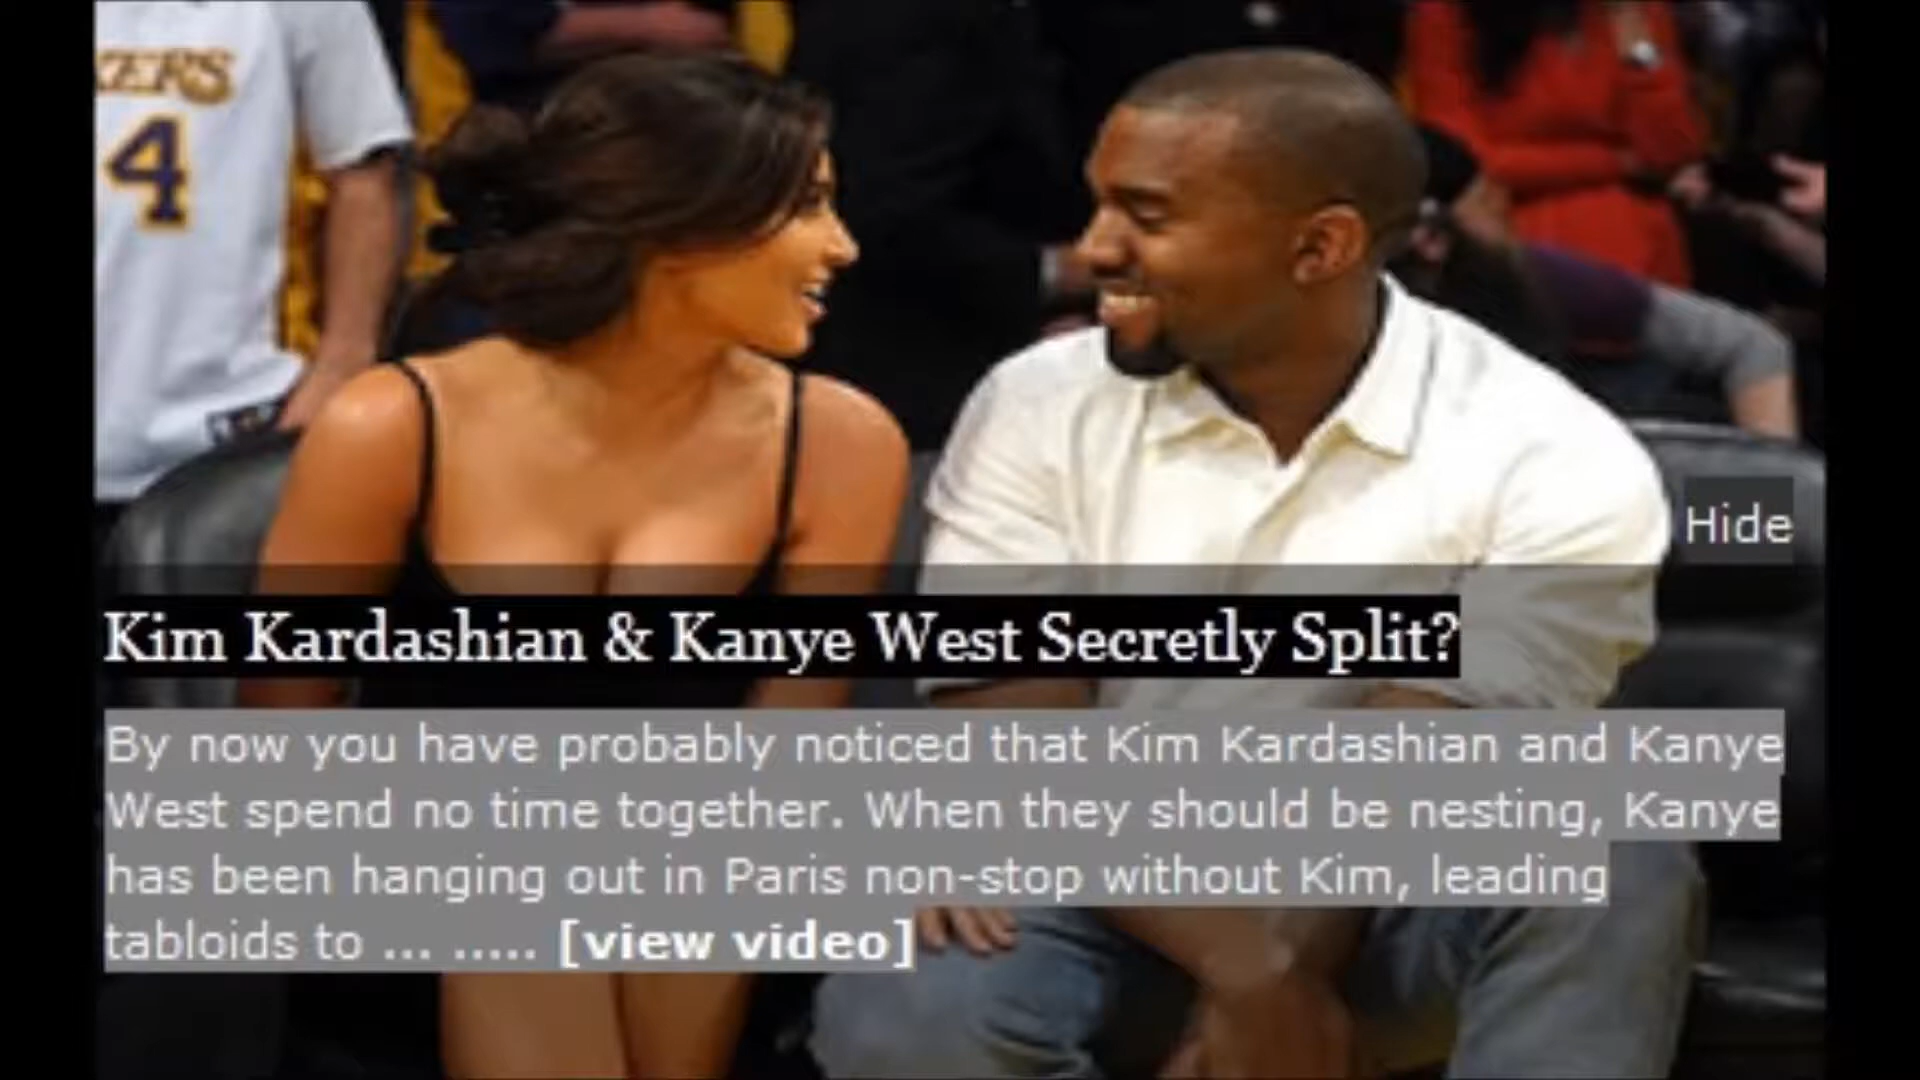 KERS
4
Hide
Kim Kardashian & Kanye West Secretly Split?
By now you have probably noticed that Kim Kardashian and Kanye
West spend no time together. When they should be nesting, Kanye
has been hanging out in Paris non-stop without Kim, leading
tabloids to ... ..... [view video]